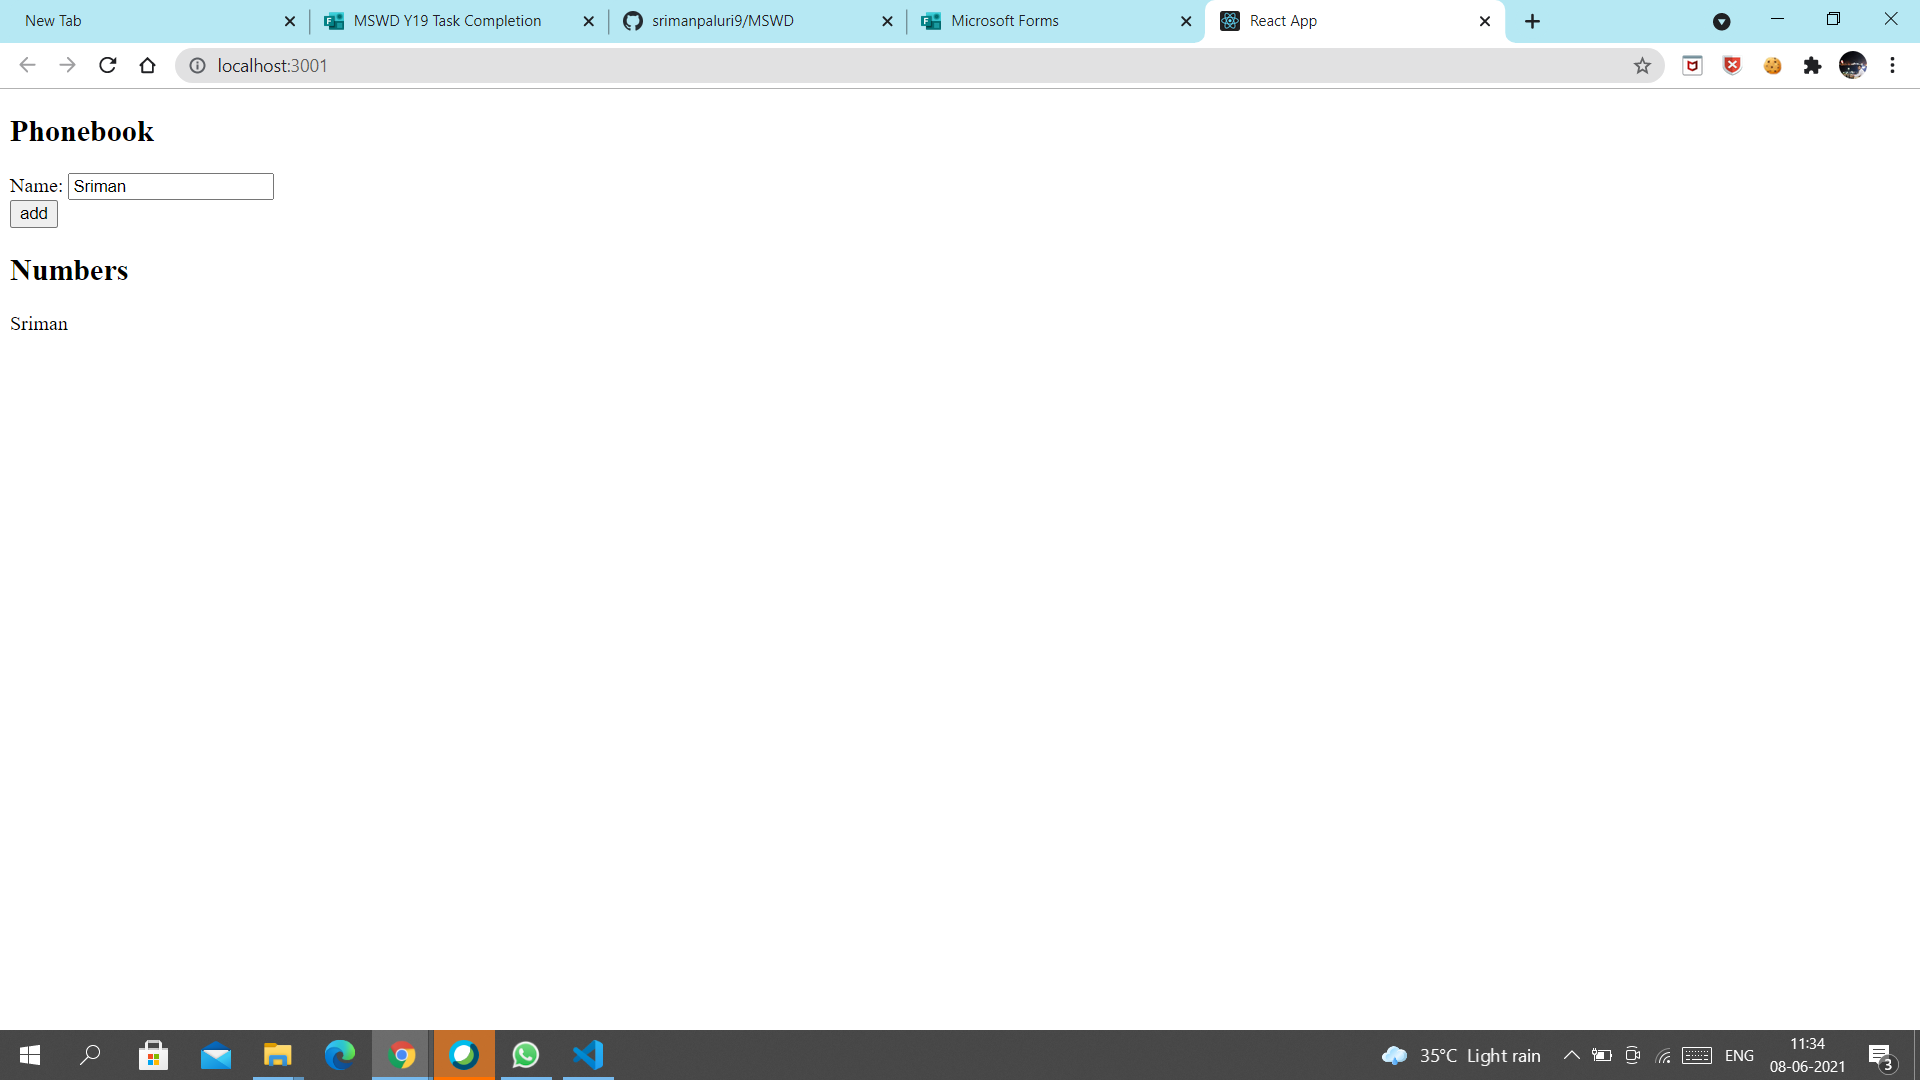 New Tab
MSWD Y19 Task Completion
srimanpaluri9/MSWD
Microsoft Forms
React App
localhost:3001
Phonebook
Name: Sriman
add
Numbers
Sriman
35°C Light rain
ENG
11:34
08-06-2021
3